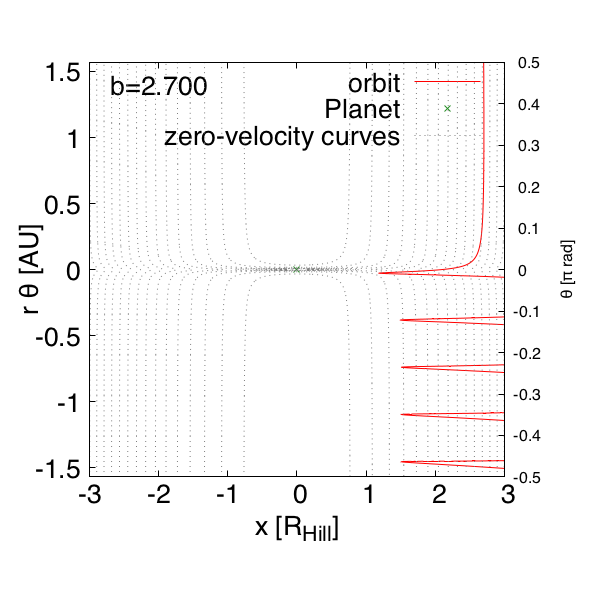 b=2.700
orbit
Planet
zero-velocity curves
1.5
1
0.5
0
-0.5
-1
-1.5
r θ [AU]
0.5
0.4
0.3
0.2
0.1
0
-0.1
-0.2
-0.3
-0.4
-0.5
θ [π rad]
-3 -2 -1 0 1 2 3
x [RHill]